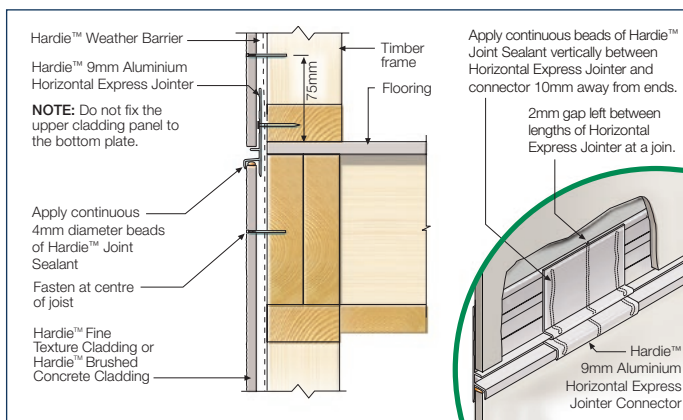 Hardie™ Weather Barrier
Hardie™ 9mm Aluminium
Horizontal Express Jointer
NOTE: Do not fix the
upper cladding panel to
the bottom plate.
Apply continuous
4mm diameter beads
of Hardie™ Joint
Sealant
Fasten at centre
of joist
Hardie™ Fine
Texture Cladding or
Hardie™ Brushed
Concrete Cladding
75mm
Timber
frame
Flooring
Apply continuous beads of Hardie™
Joint Sealant vertically between
Horizontal Express Jointer and
connector 10mm away from ends.
2mm gap left between
lengths of Horizontal
Express Jointer at a join.
Hardie™
9mm Aluminium
Horizontal Express
Jointer Connector